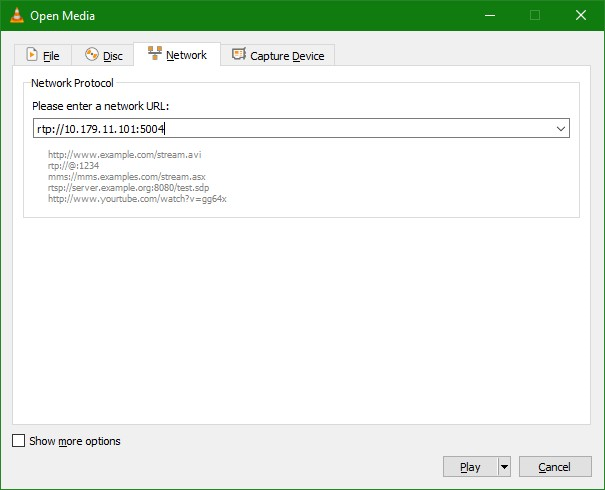 Open Media
File
Disc
Network
Capture Device
Network Protocol
Please enter a network URL:
rtp://10.179.11.101:5004
http://www.example.com/stream.avi
rtp://@:1234
mms://mms.examples.com/stream.asx
rtsp://server.example.org:8080/test.sdp
http://www.yourtube.com/watch?v=gg64x
Show more options
Play
Cancel